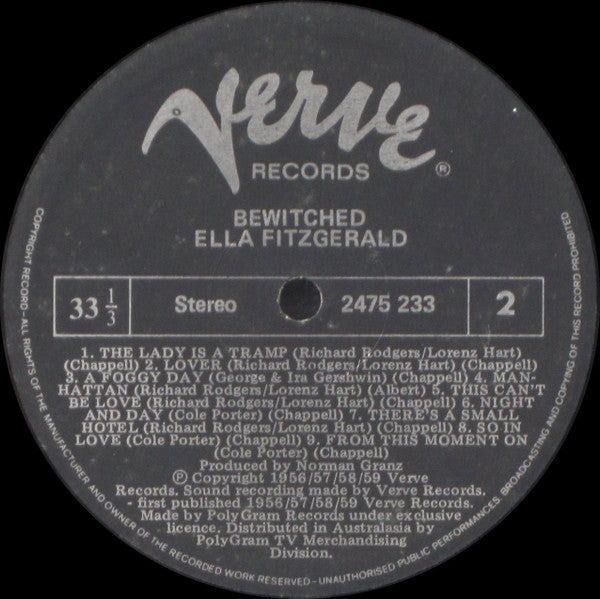 Verve
RECORDS ®
BEWITCHED
ELLA FITZGERALD
33 1/3 Stereo 2475 233 2
1. THE LADY IS A TRAMP (Richard Rodgers/Lorenz Hart)
(Chappell) 2. LOVER (Richard Rodgers/Lorenz Hart) (Chappell)
3. A FOGGY DAY (George & Ira Gershwin) (Chappell) 4. MAN-
HATTAN (Richard Rodgers/Lorenz Hart) (Albert) 5. THIS CAN'T
BE LOVE (Richard Rodgers/Lorenz Hart) (Chappell) 6. NIGHT
AND DAY (Cole Porter) (Chappell) 7. THERE'S A SMALL
HOTEL (Richard Rodgers/Lorenz Hart) (Chappell) 8. SO IN
LOVE (Cole Porter) (Chappell) 9. FROM THIS MOMENT ON
(Cole Porter) (Chappell)
Produced by Norman Granz
Ⓟ Copyright 1956/57/58/59 Verve
Records. Sound recording made by Verve Records.
- first published 1956/57/58/59 Verve Records.
Made by PolyGram Records under exclusive
licence. Distributed in Australasia by
PolyGram TV Merchandising
Division.
COPYRIGHT RECORD - ALL RIGHTS OF THE MANUFACTURER AND OWNER OF THE RECORDED WORK RESERVED - UNAUTHORISED PUBLIC PERFORMANCES, BROADCASTING AND COPYING OF THIS RECORD PROHIBITED